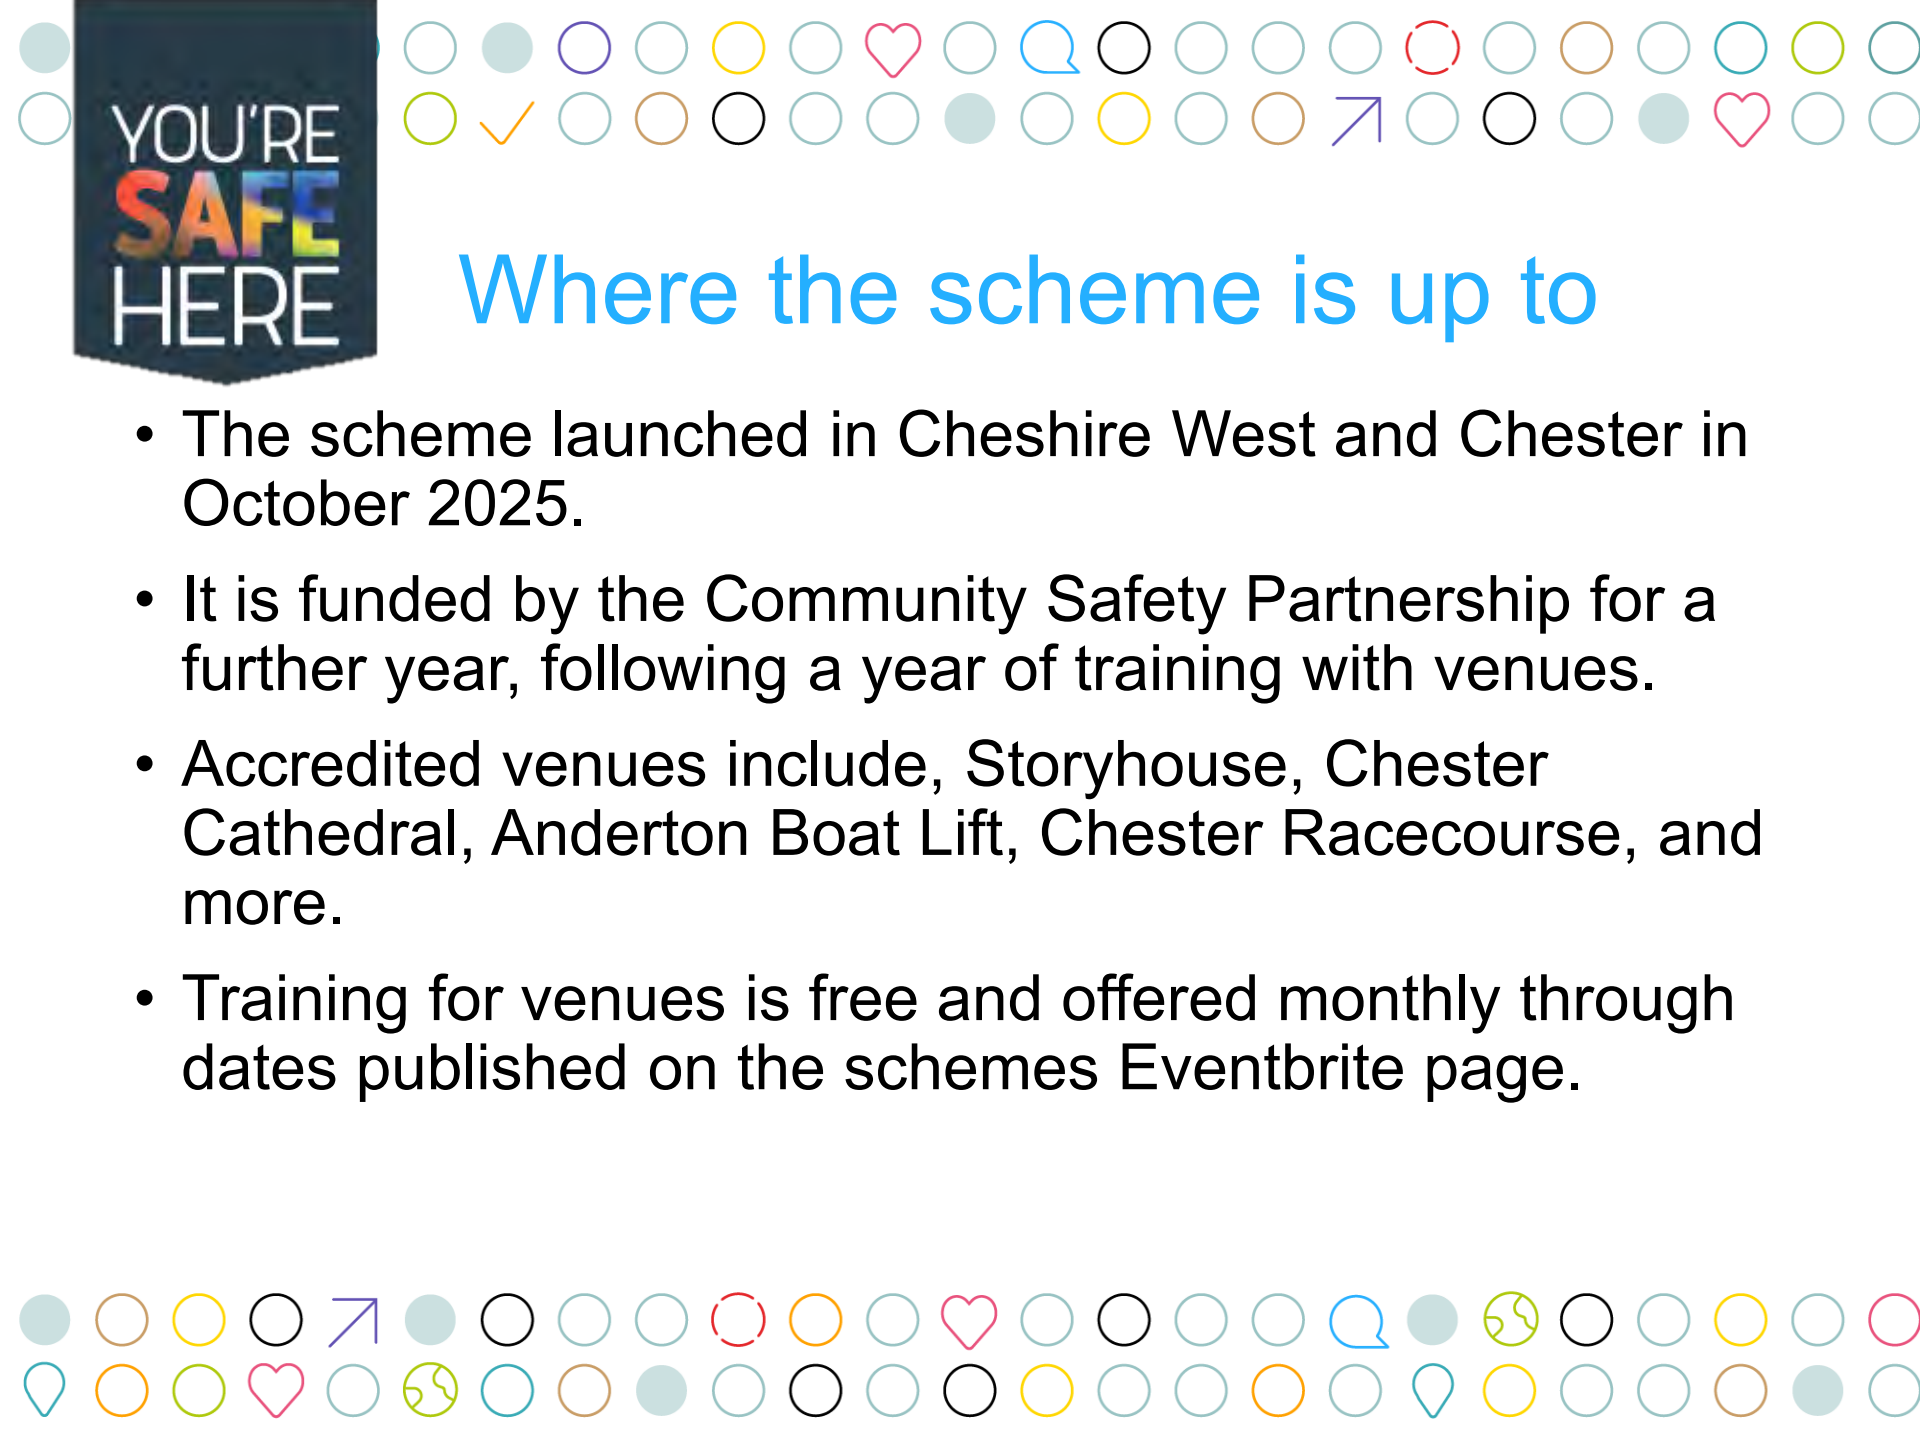 YOU'RE
SAFE
HERE
Where the scheme is up to
• The scheme launched in Cheshire West and Chester in
October 2025.
• It is funded by the Community Safety Partnership for a
further year, following a year of training with venues.
• Accredited venues include, Storyhouse, Chester
Cathedral, Anderton Boat Lift, Chester Racecourse, and
more.
• Training for venues is free and offered monthly through
dates published on the schemes Eventbrite page.